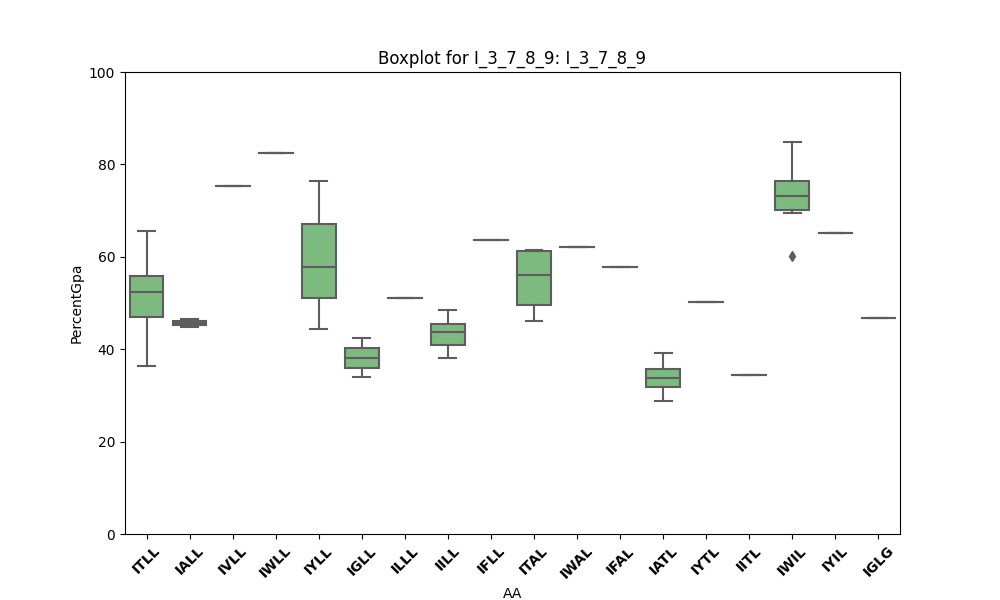 Boxplot for I_3_7_8_9: I_3_7_8_9
100
80
60
40
20
0
PercentGpa
ITLL IALL IVLL IWLL IYLL IGLL ILLL IILL IFLL ITAL IWAL IFAL IATL IYTL IITL IWIL IYIL IGLG
AA